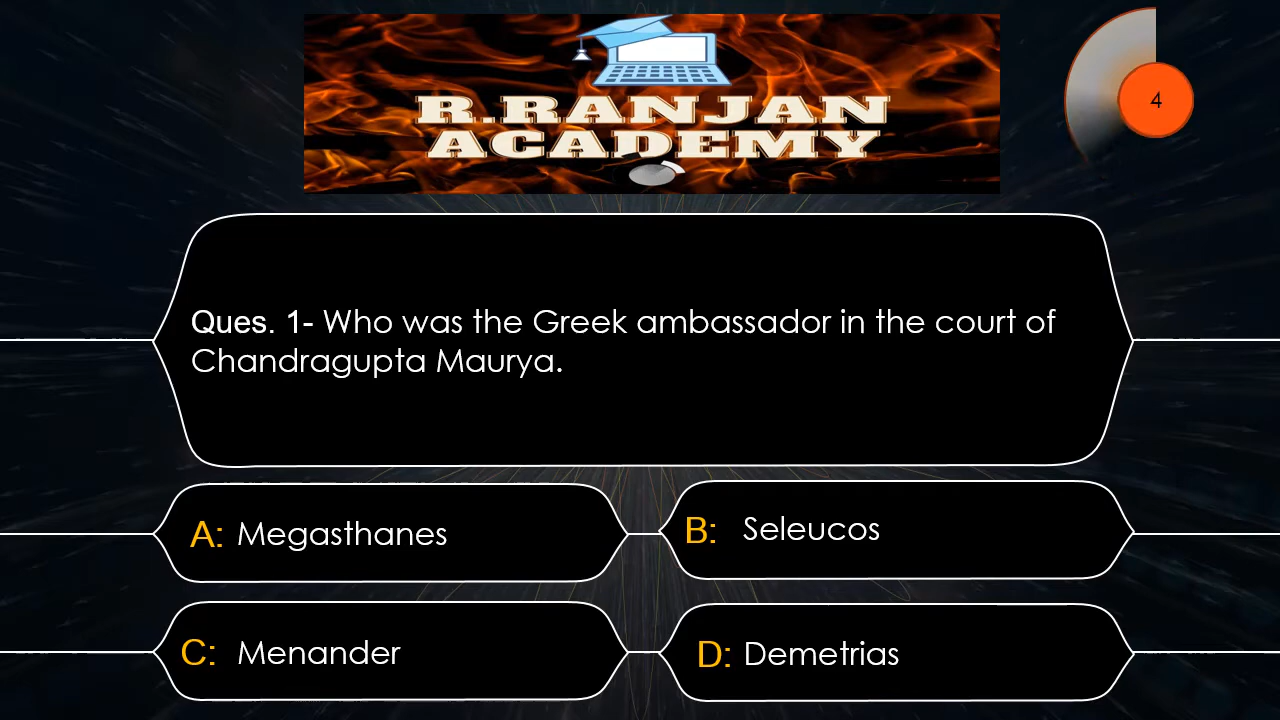 R.RANJAN
ACADEMY
4
Ques. 1- Who was the Greek ambassador in the court of
Chandragupta Maurya.
A: Megasthanes
B: Seleucos
C: Menander
D: Demetrias